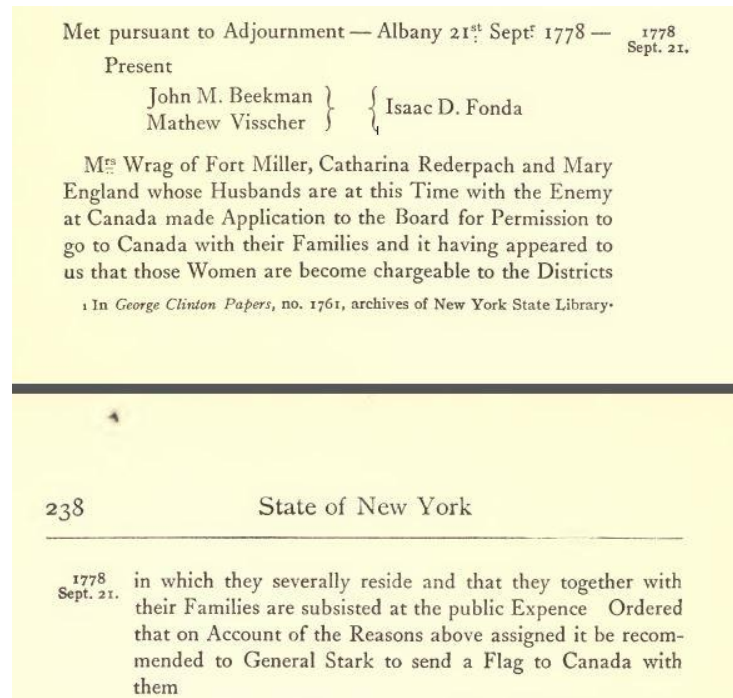 Met pursuant to Adjournment — Albany 21st Septr 1778 —
1778
Sept. 21.
Present
John M. Beekman } { Isaac D. Fonda
Mathew Visscher
Mrs Wrag of Fort Miller, Catharina Rederpach and Mary
England whose Husbands are at this Time with the Enemy
at Canada made Application to the Board for Permission to
go to Canada with their Families and it having appeared to
us that those Women are become chargeable to the Districts
1 In George Clinton Papers, no. 1761, archives of New York State Library.
238 State of New York
1778
Sept. 21.
in which they severally reside and that they together with
their Families are subsisted at the public Expence Ordered
that on Account of the Reasons above assigned it be recom-
mended to General Stark to send a Flag to Canada with
them